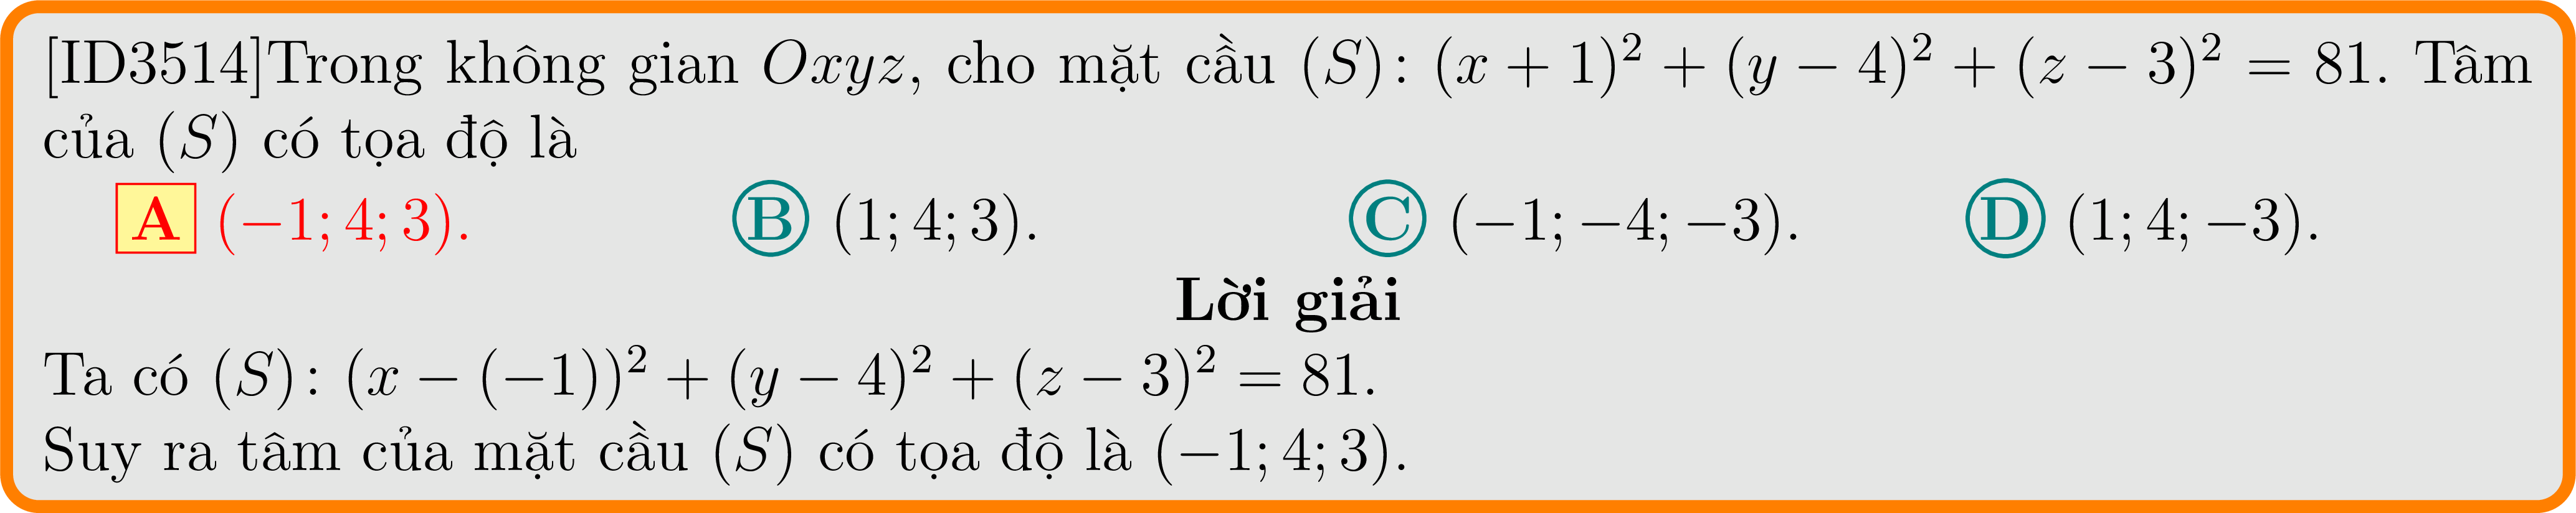 [ID3514]Trong không gian Oxyz, cho mặt cầu (S): (x + 1)² + (y − 4)² + (z − 3)² = 81. Tâm
của (S) có tọa độ là
A (−1; 4; 3). B (1; 4; 3). C (−1; −4; −3). D (1; 4; −3).
Lời giải
Ta có (S): (x − (−1))² + (y − 4)² + (z − 3)² = 81.
Suy ra tâm của mặt cầu (S) có tọa độ là (−1; 4; 3).